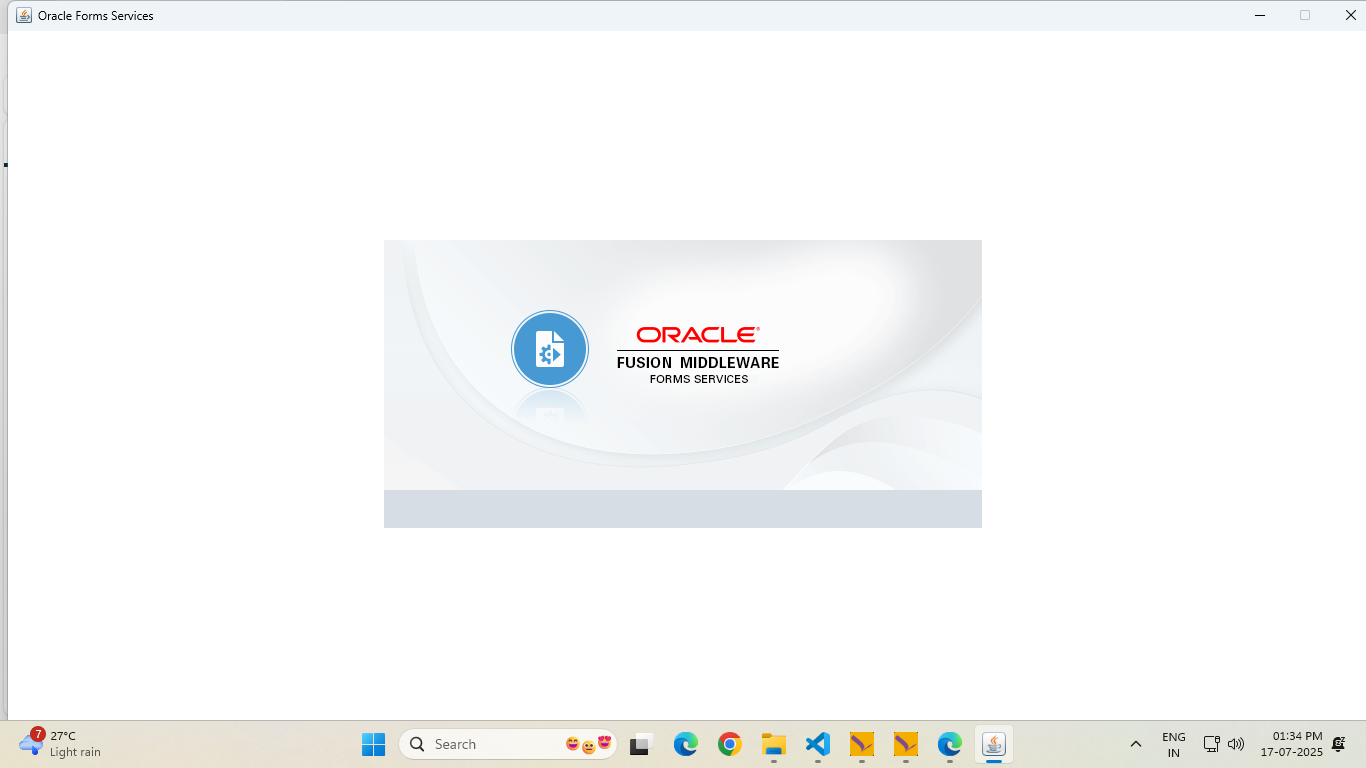 Oracle Forms Services
ORACLE®
FUSION MIDDLEWARE
FORMS SERVICES
7
27°C
Light rain
Search
ENG
IN
01:34 PM
17-07-2025